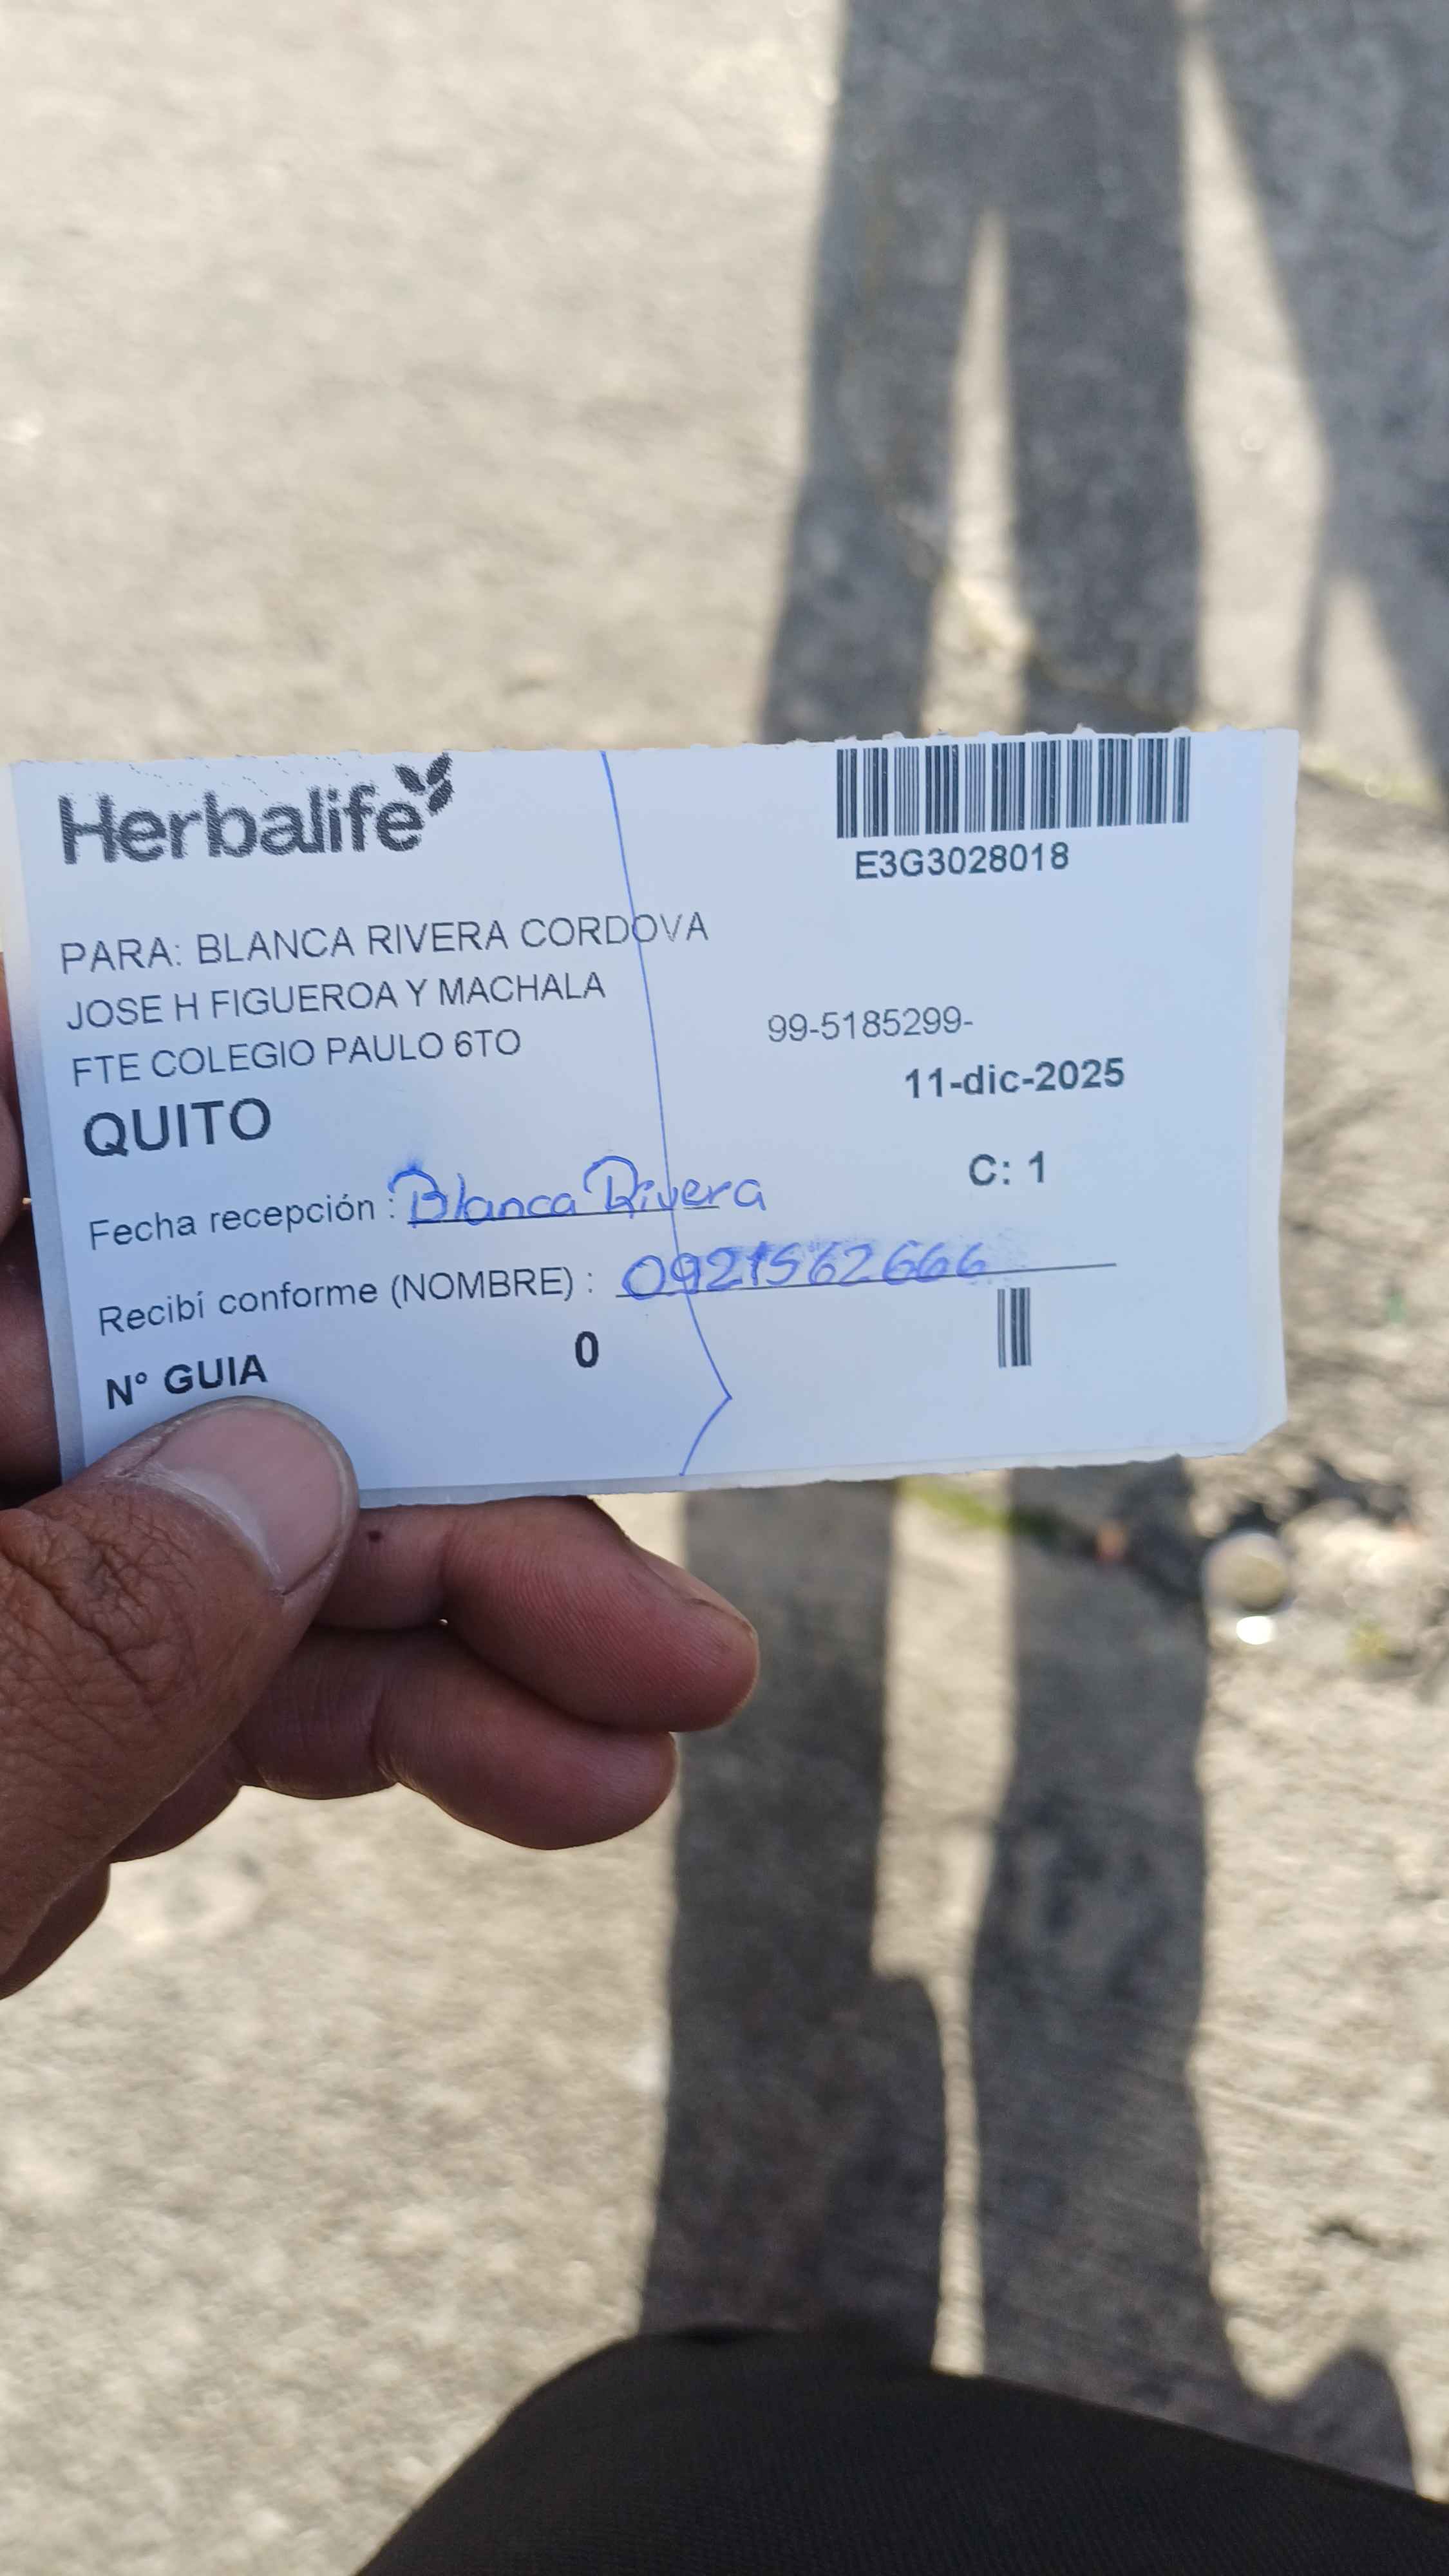 Herbalife
E3G3028018
PARA: BLANCA RIVERA CORDOVA
JOSE H FIGUEROA Y MACHALA
99-5185299-
FTE COLEGIO PAULO 6TO
11-dic-2025
QUITO
C: 1
Fecha recepción : Blanca Rivera
Recibí conforme (NOMBRE) : 0921562666
N° GUIA 0